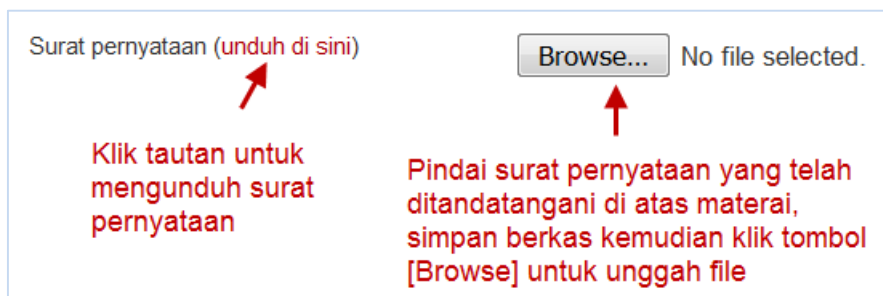 Surat pernyataan (unduh di sini)
Browse... No file selected.
Klik tautan untuk
mengunduh surat
pernyataan
Pindai surat pernyataan yang telah
ditandatangani di atas materai,
simpan berkas kemudian klik tombol
[Browse] untuk unggah file